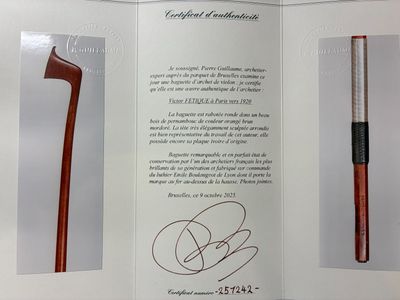 Certificat d'authenticité
P. GUILLAUME
Je soussigné, Pierre Guillaume, archetier-
expert auprès du parquet de Bruxelles examine ce
jour une baguette d'archet de violon ; je certifie
qu'elle est une œuvre authentique de l'archetier :
Victor FETIQUE à Paris vers 1920
La baguette est rabotée ronde dans un beau
bois de pernambouc de couleur orangé brun
mordoré. La tête très élégamment sculptée arrondie
est bien représentative du travail de cet auteur, elle
possède encore sa plaque ivoire d'origine.
Baguette remarquable et en parfait état de
conservation par l'un des archetiers français les plus
brillants de sa génération et fabriqué sur commande
du luthier Emile Boulangeot de Lyon dont il porte la
marque au fer au-dessus de la hausse. Photos jointes.
Bruxelles, ce 9 octobre 2025.
Certificat numéro -251242-